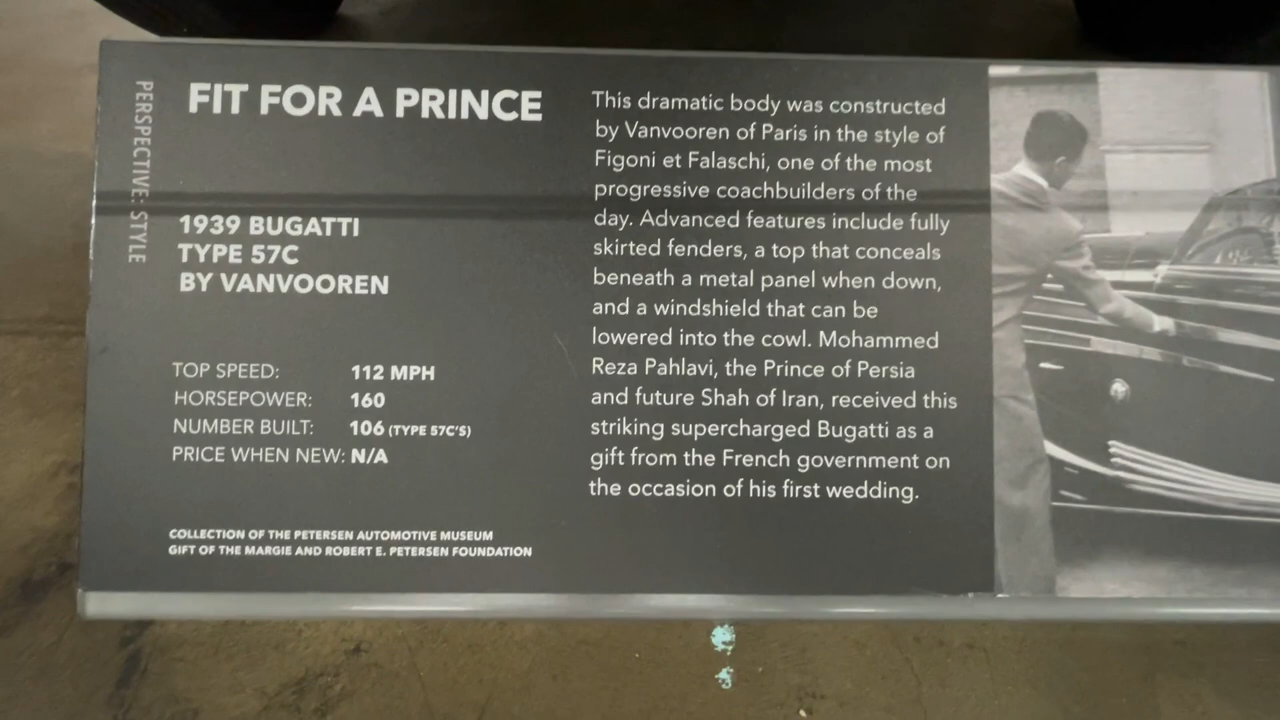 PERSPECTIVE: STYLE
FIT FOR A PRINCE
1939 BUGATTI
TYPE 57C
BY VANVOOREN
TOP SPEED: 112 MPH
HORSEPOWER: 160
NUMBER BUILT: 106 (TYPE 57C'S)
PRICE WHEN NEW: N/A
COLLECTION OF THE PETERSEN AUTOMOTIVE MUSEUM
GIFT OF THE MARGIE AND ROBERT E. PETERSEN FOUNDATION
This dramatic body was constructed
by Vanvooren of Paris in the style of
Figoni et Falaschi, one of the most
progressive coachbuilders of the
day. Advanced features include fully
skirted fenders, a top that conceals
beneath a metal panel when down,
and a windshield that can be
lowered into the cowl. Mohammed
Reza Pahlavi, the Prince of Persia
and future Shah of Iran, received this
striking supercharged Bugatti as a
gift from the French government on
the occasion of his first wedding.